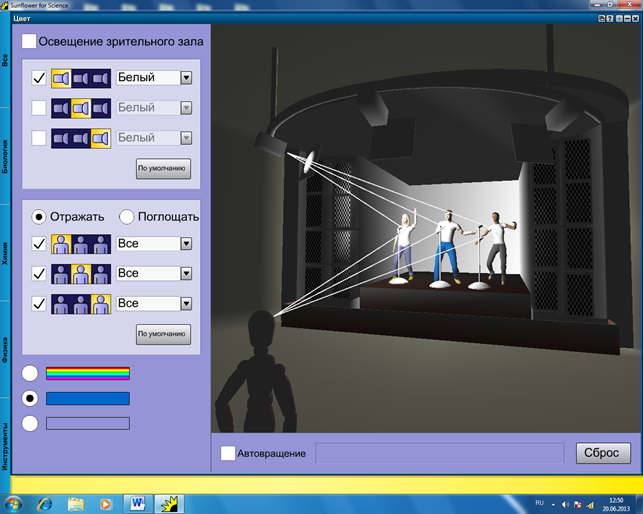 Sunflower for Science
Цвет
Все
Биология
Химия
Физика
Инструменты
Освещение зрительного зала
Белый
Белый
Белый
По умолчанию
Отражать
Поглощать
Все
Все
Все
По умолчанию
Автовращение
Сброс
RU
12:50
20.06.2013